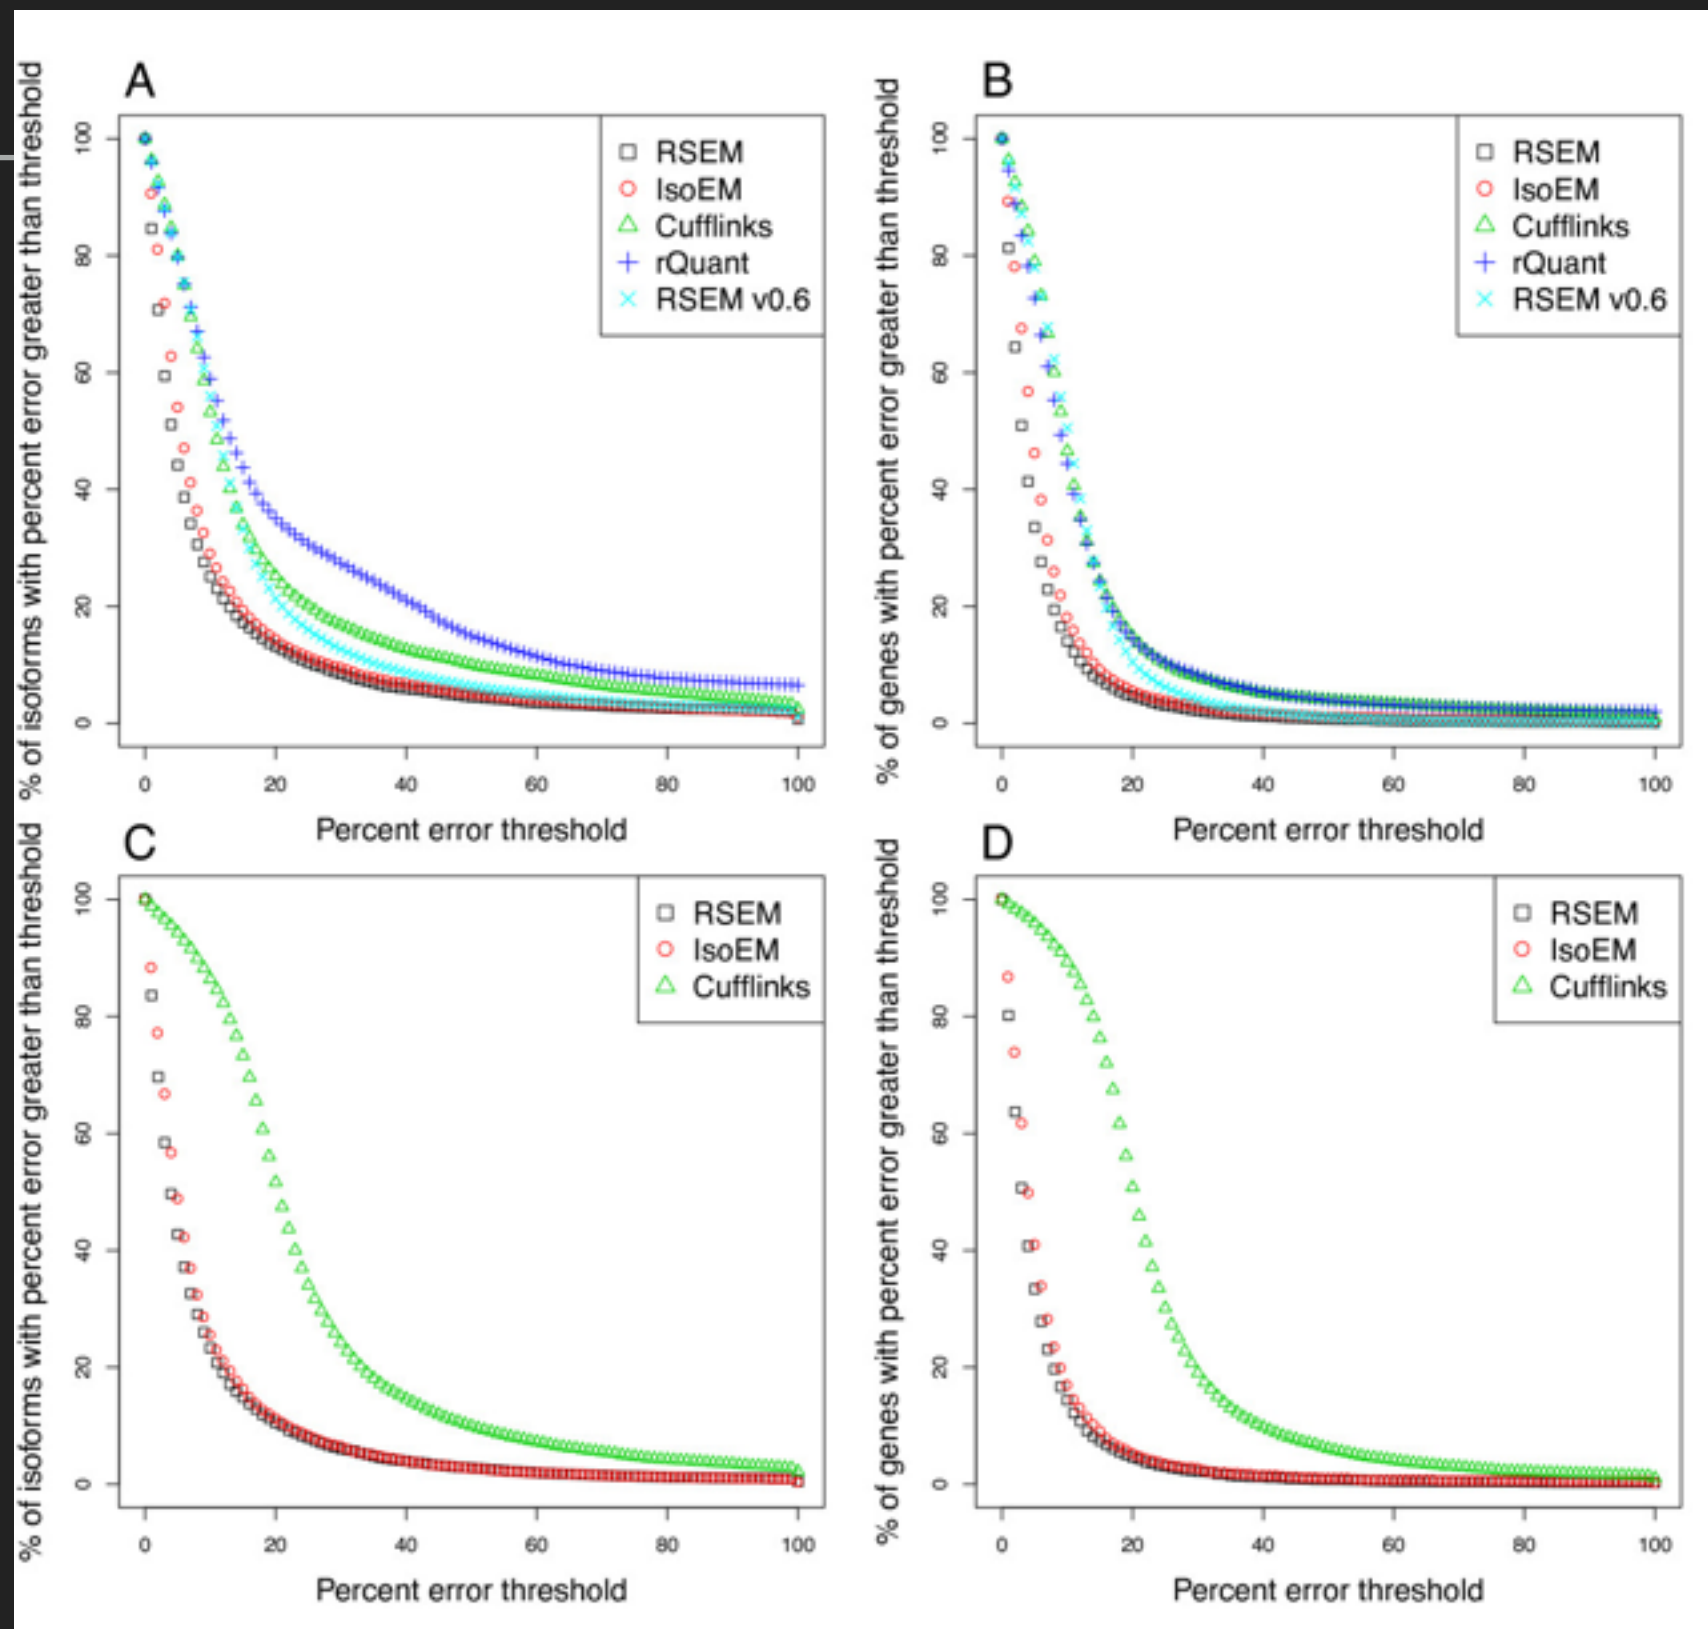 A
% of isoforms with percent error greater than threshold
100
80
60
40
20
0
RSEM
IsoEM
Cufflinks
rQuant
RSEM v0.6
0 20 40 60 80 100
Percent error threshold
B
% of genes with percent error greater than threshold
100
80
60
40
20
0
RSEM
IsoEM
Cufflinks
rQuant
RSEM v0.6
0 20 40 60 80 100
Percent error threshold
C
% of isoforms with percent error greater than threshold
100
80
60
40
20
0
RSEM
IsoEM
Cufflinks
0 20 40 60 80 100
Percent error threshold
D
% of genes with percent error greater than threshold
100
80
60
40
20
0
RSEM
IsoEM
Cufflinks
0 20 40 60 80 100
Percent error threshold